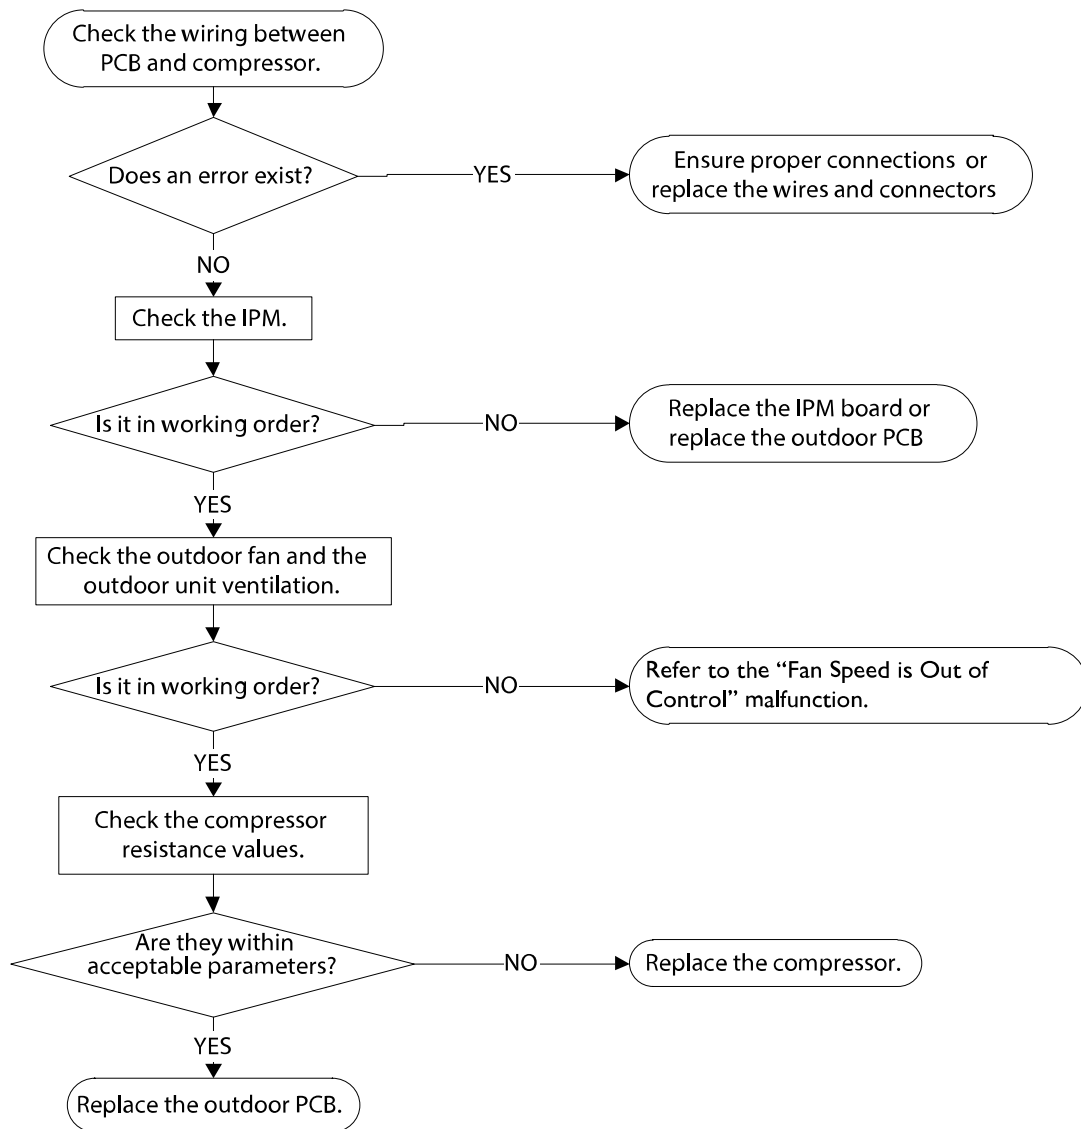 Check the wiring between
PCB and compressor.
Does an error exist?
YES
Ensure proper connections or
replace the wires and connectors
NO
Check the IPM.
Is it in working order?
NO
Replace the IPM board or
replace the outdoor PCB
YES
Check the outdoor fan and the
outdoor unit ventilation.
Is it in working order?
NO
Refer to the “Fan Speed is Out of
Control” malfunction.
YES
Check the compressor
resistance values.
Are they within
acceptable parameters?
NO
Replace the compressor.
YES
Replace the outdoor PCB.